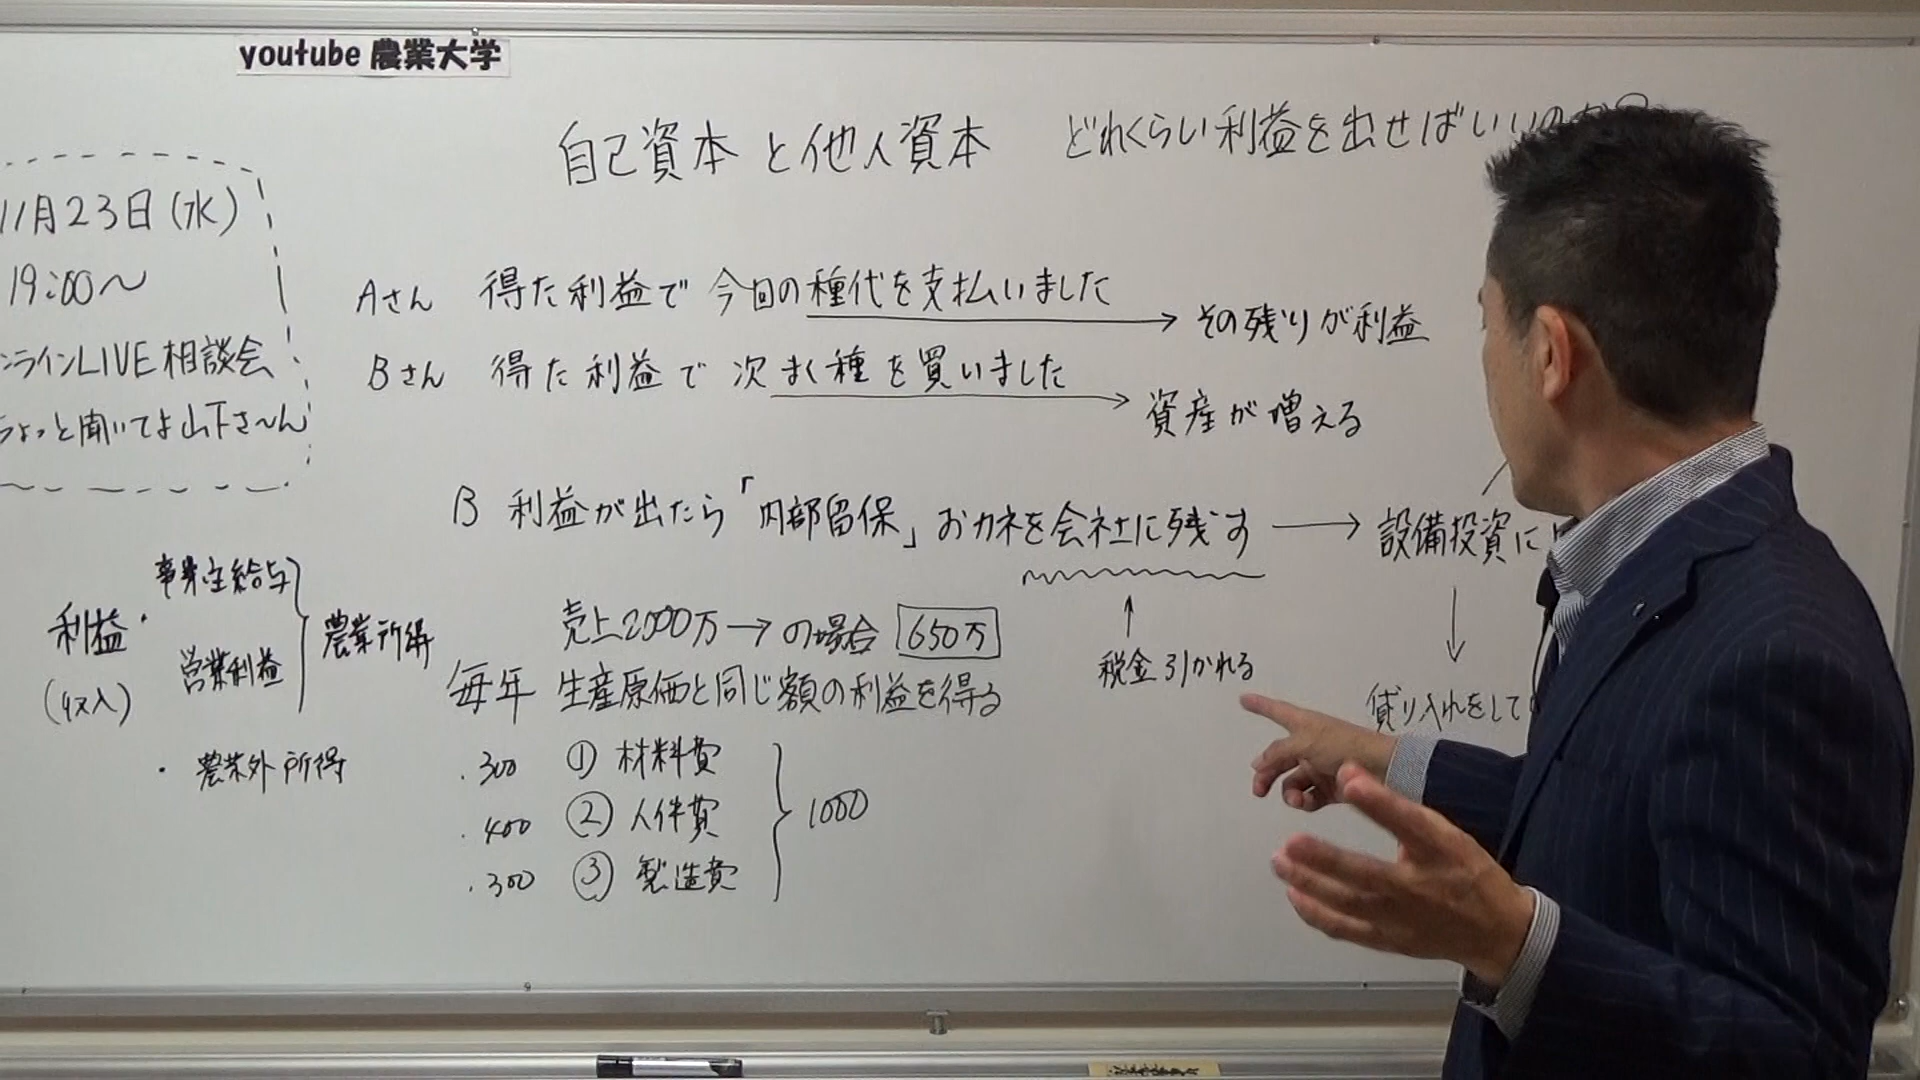 youtube 農業大学
自己資本 と他人資本　どれくらい利益を出せばいいのか
11月23日(水)
19:00〜
ンラインLIVE相談会
ちょっと聞いてよ山下さ〜ん
Aさん　得た利益で 今回の種代を支払いました → その残りが利益
Bさん　得た利益で 次まく種を買いました → 資産が増える
B 利益が出たら「内部留保」おカネを会社に残す → 設備投資に
↑ 税金引かれる
↓ 借り入れをして
利益
(収入)
・事業主給与
営業利益
農業所得
・農業外所得
売上2000万→の場合 650万
毎年 生産原価と同じ額の利益を得る
・300 ① 材料費
・400 ② 人件費
・300 ③ 製造費
1000